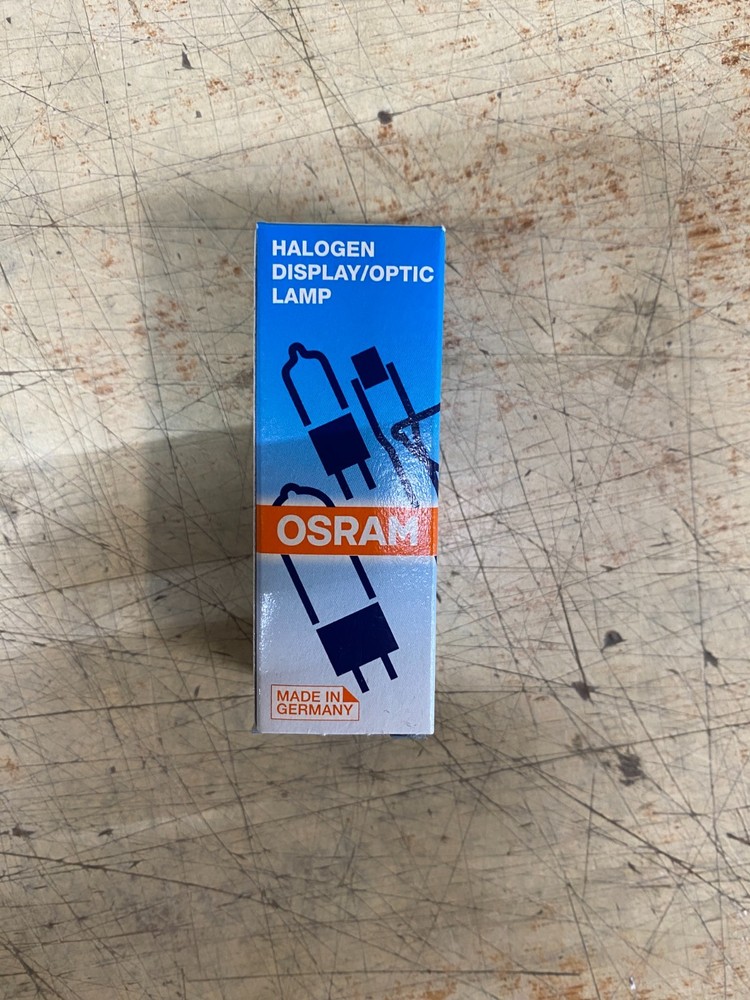 HALOGEN
DISPLAY/OPTIC
LAMP
OSRAM
MADE IN
GERMANY